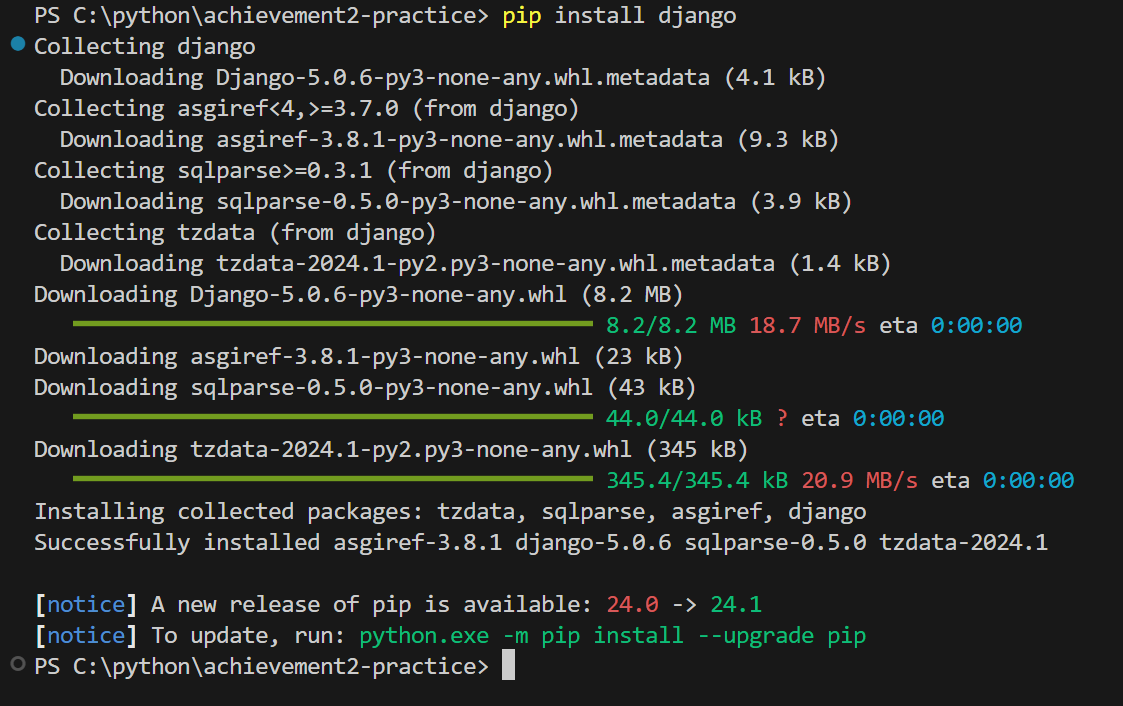 PS C:\python\achievement2-practice> pip install django
Collecting django
  Downloading Django-5.0.6-py3-none-any.whl.metadata (4.1 kB)
Collecting asgiref<4,>=3.7.0 (from django)
  Downloading asgiref-3.8.1-py3-none-any.whl.metadata (9.3 kB)
Collecting sqlparse>=0.3.1 (from django)
  Downloading sqlparse-0.5.0-py3-none-any.whl.metadata (3.9 kB)
Collecting tzdata (from django)
  Downloading tzdata-2024.1-py2.py3-none-any.whl.metadata (1.4 kB)
Downloading Django-5.0.6-py3-none-any.whl (8.2 MB)
8.2/8.2 MB 18.7 MB/s eta 0:00:00
Downloading asgiref-3.8.1-py3-none-any.whl (23 kB)
Downloading sqlparse-0.5.0-py3-none-any.whl (43 kB)
44.0/44.0 kB ? eta 0:00:00
Downloading tzdata-2024.1-py2.py3-none-any.whl (345 kB)
345.4/345.4 kB 20.9 MB/s eta 0:00:00
Installing collected packages: tzdata, sqlparse, asgiref, django
Successfully installed asgiref-3.8.1 django-5.0.6 sqlparse-0.5.0 tzdata-2024.1

[notice] A new release of pip is available: 24.0 -> 24.1
[notice] To update, run: python.exe -m pip install --upgrade pip
PS C:\python\achievement2-practice>